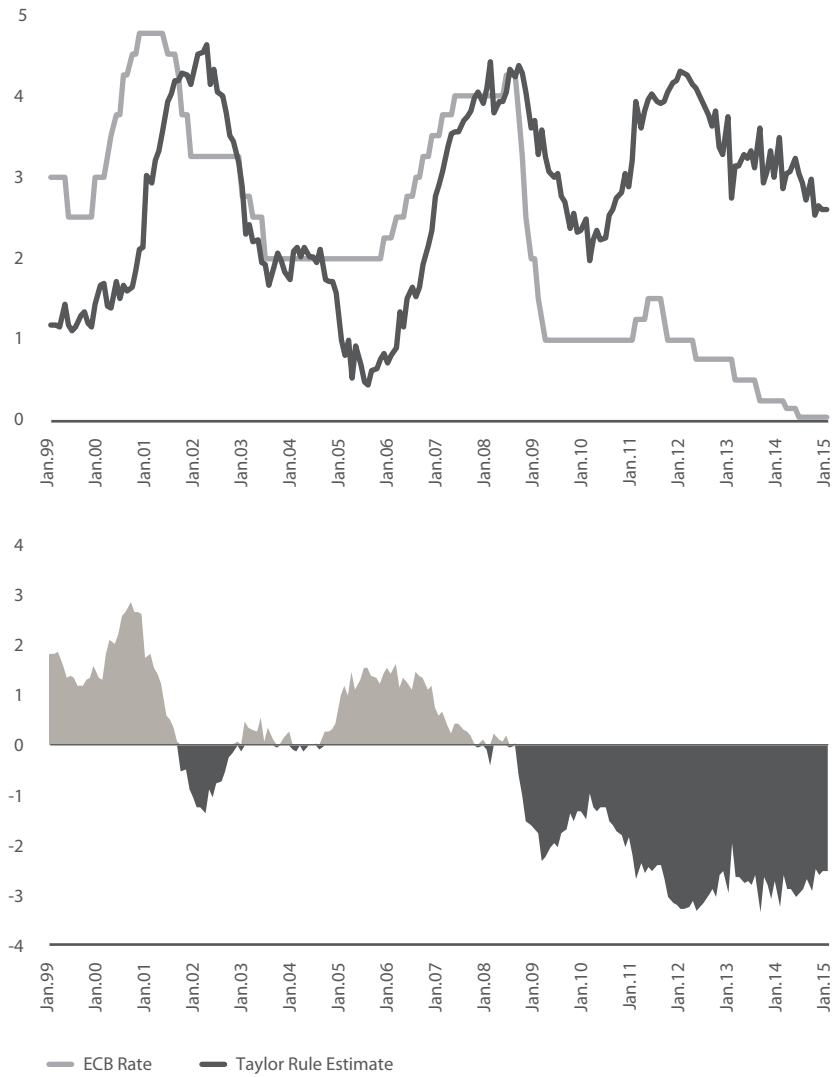 5
4
3
2
1
0
Jan.99
Jan.00
Jan.01
Jan.02
Jan.03
Jan.04
Jan.05
Jan.06
Jan.07
Jan.08
Jan.09
Jan.10
Jan.11
Jan.12
Jan.13
Jan.14
Jan.15
4
3
2
1
0
-1
-2
-3
-4
Jan.99
Jan.00
Jan.01
Jan.02
Jan.03
Jan.04
Jan.05
Jan.06
Jan.07
Jan.08
Jan.09
Jan.10
Jan.11
Jan.12
Jan.13
Jan.14
Jan.15
ECB Rate Taylor Rule Estimate